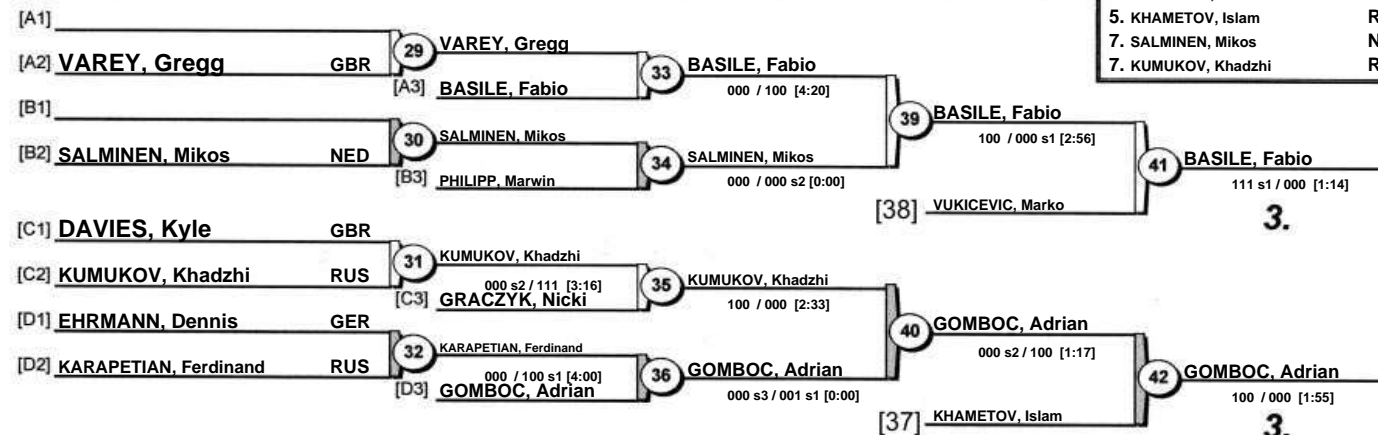 5. KHAMETOV, Islam R
7. SALMINEN, Mikos N
7. KUMUKOV, Khadzhi R
[A1]
[A2] VAREY, Gregg GBR
29
VAREY, Gregg
[A3] BASILE, Fabio
33
BASILE, Fabio
000 / 100 [4:20]
[B1]
[B2] SALMINEN, Mikos NED
30
SALMINEN, Mikos
[B3] PHILIPP, Marwin
34
SALMINEN, Mikos
000 / 000 s2 [0:00]
39
BASILE, Fabio
100 / 000 s1 [2:56]
[38] VUKICEVIC, Marko
41
BASILE, Fabio
111 s1 / 000 [1:14]
3.
[C1] DAVIES, Kyle GBR
[C2] KUMUKOV, Khadzhi RUS
31
KUMUKOV, Khadzhi
000 s2 / 111 [3:16]
[C3] GRACZYK, Nicki
35
KUMUKOV, Khadzhi
100 / 000 [2:33]
[D1] EHRMANN, Dennis GER
[D2] KARAPETIAN, Ferdinand RUS
32
KARAPETIAN, Ferdinand
000 / 100 s1 [4:00]
[D3] GOMBOC, Adrian
36
GOMBOC, Adrian
000 s3 / 001 s1 [0:00]
40
GOMBOC, Adrian
000 s2 / 100 [1:17]
[37] KHAMETOV, Islam
42
GOMBOC, Adrian
100 / 000 [1:55]
3.